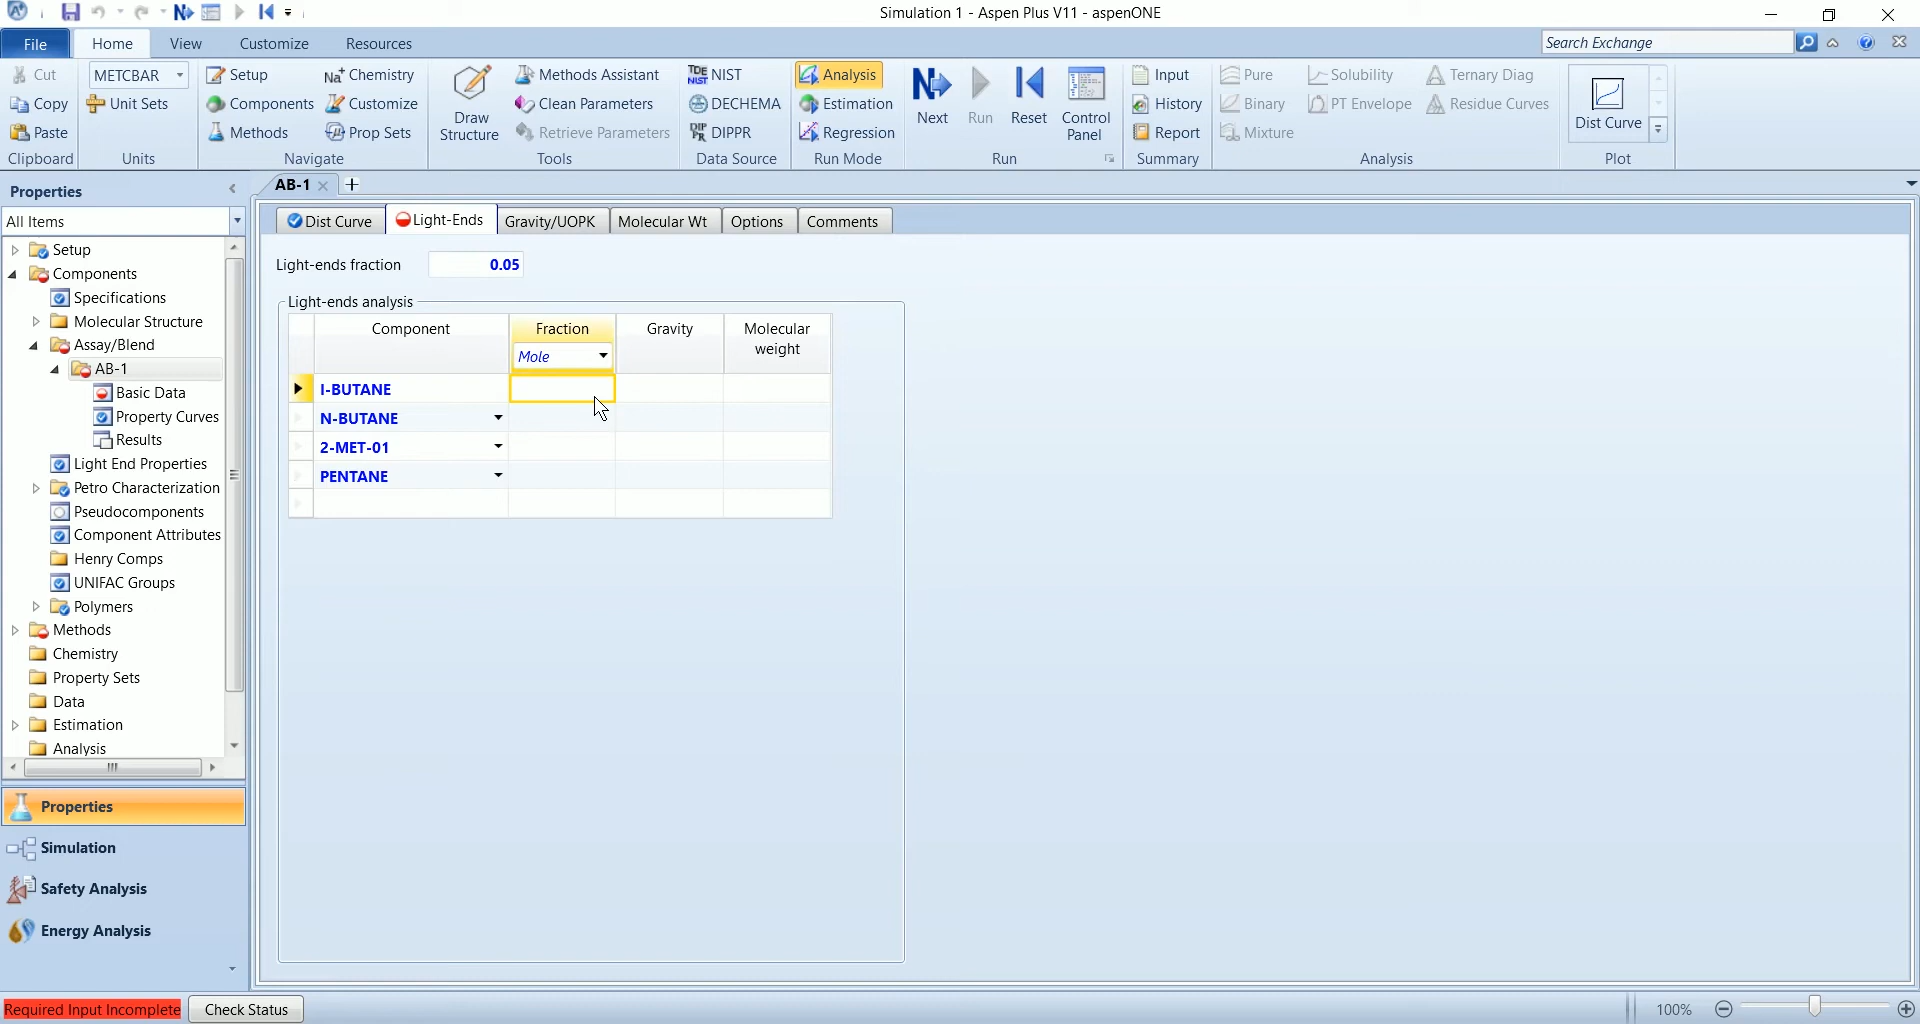 Simulation 1 - Aspen Plus V11 - aspenONE
File Home View Customize Resources Search Exchange
Cut METCBAR Setup Chemistry Methods Assistant NIST Analysis Input Pure Solubility Ternary Diag
Copy Unit Sets Components Customize Clean Parameters DECHEMA Estimation History Binary PT Envelope Residue Curves
Paste Methods Prop Sets Draw Structure Retrieve Parameters DIPPR Regression Next Run Reset Control Panel Report Mixture Dist Curve
Clipboard Units Navigate Tools Data Source Run Mode Run Summary Analysis Plot
Properties
All Items
Setup
Components
Specifications
Molecular Structure
Assay/Blend
AB-1
Basic Data
Property Curves
Results
Light End Properties
Petro Characterization
Pseudocomponents
Component Attributes
Henry Comps
UNIFAC Groups
Polymers
Methods
Chemistry
Property Sets
Data
Estimation
Analysis
Properties
Simulation
Safety Analysis
Energy Analysis
AB-1
Dist Curve Light-Ends Gravity/UOPK Molecular Wt Options Comments
Light-ends fraction 0.05
Light-ends analysis
Component Fraction Gravity Molecular weight
Mole
I-BUTANE
N-BUTANE
2-MET-01
PENTANE
Required Input Incomplete Check Status 100%